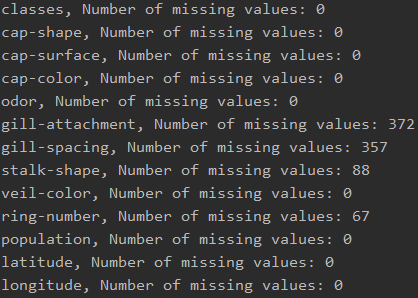 classes, Number of missing values: 0
cap-shape, Number of missing values: 0
cap-surface, Number of missing values: 0
cap-color, Number of missing values: 0
odor, Number of missing values: 0
gill-attachment, Number of missing values: 372
gill-spacing, Number of missing values: 357
stalk-shape, Number of missing values: 88
veil-color, Number of missing values: 0
ring-number, Number of missing values: 67
population, Number of missing values: 0
latitude, Number of missing values: 0
longitude, Number of missing values: 0